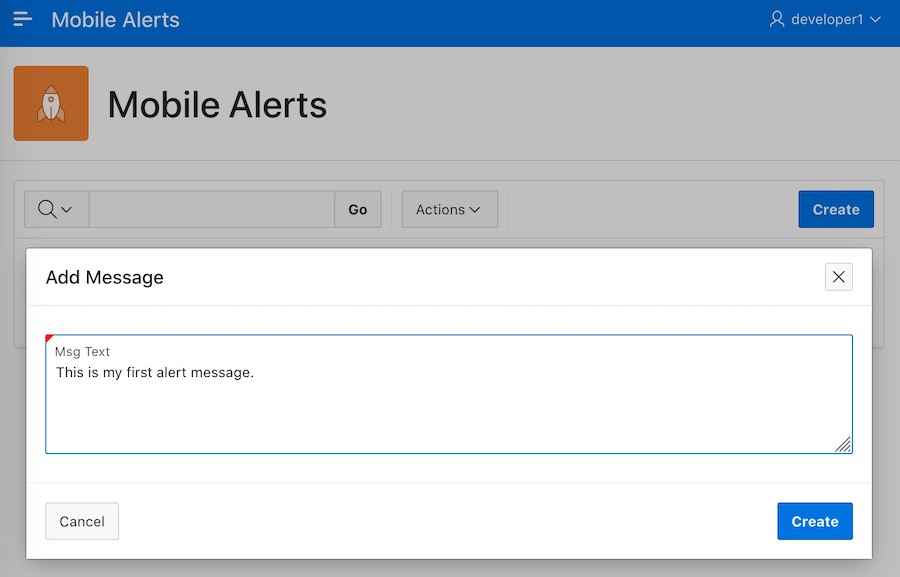 Mobile Alerts
developer1
Mobile Alerts
Go
Actions
Create
Add Message
Msg Text
This is my first alert message.
Cancel
Create